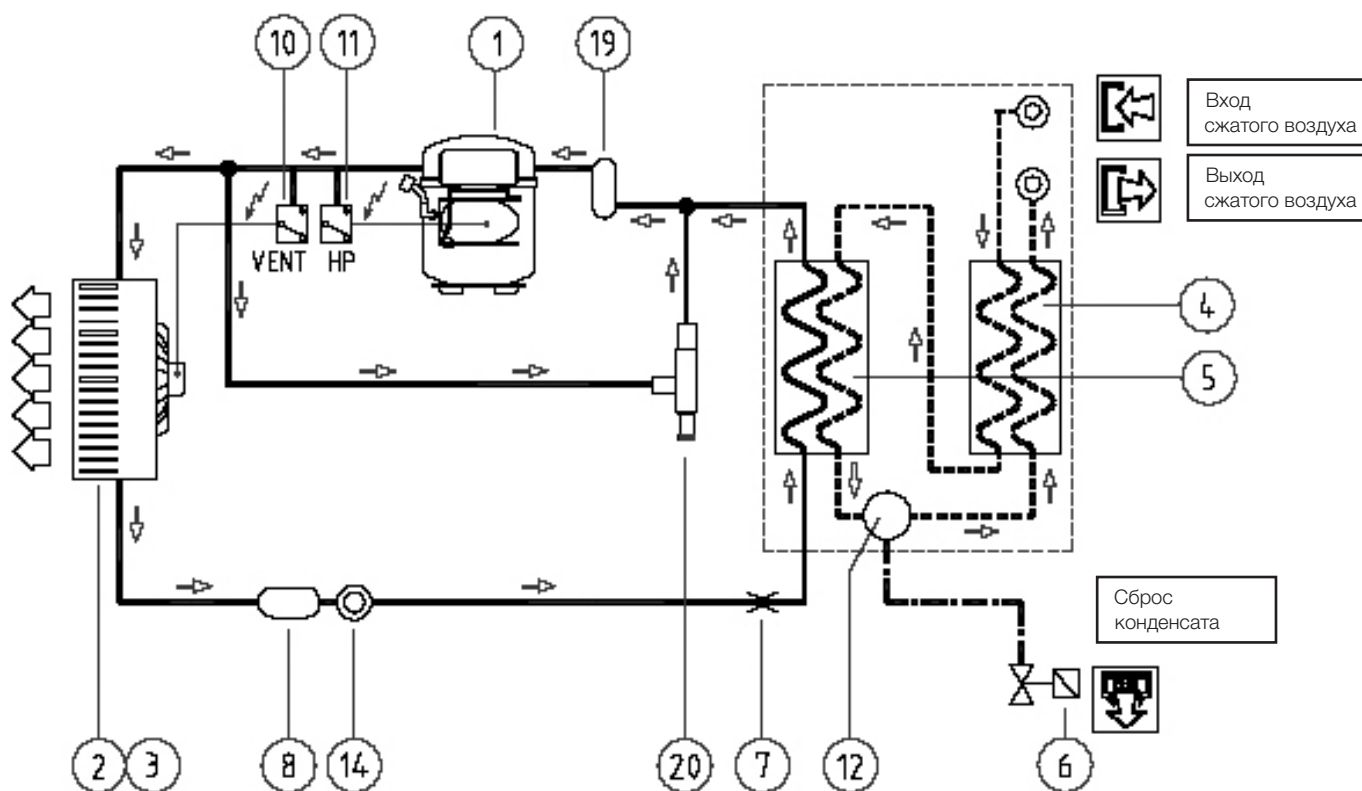 10 11 1 19
Вход
сжатого воздуха
Выход
сжатого воздуха
VENT HP
4
5
Сброс
конденсата
2 3 8 14 20 7 12 6